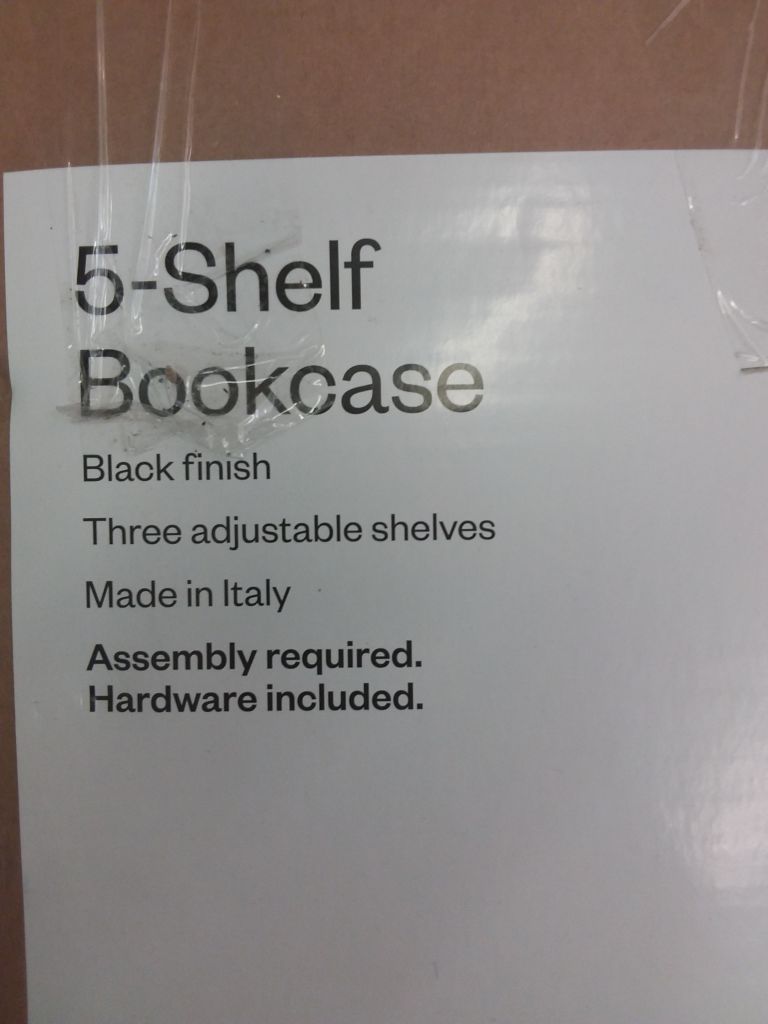 5-Shelf
Bookcase
Black finish
Three adjustable shelves
Made in Italy
Assembly required.
Hardware included.